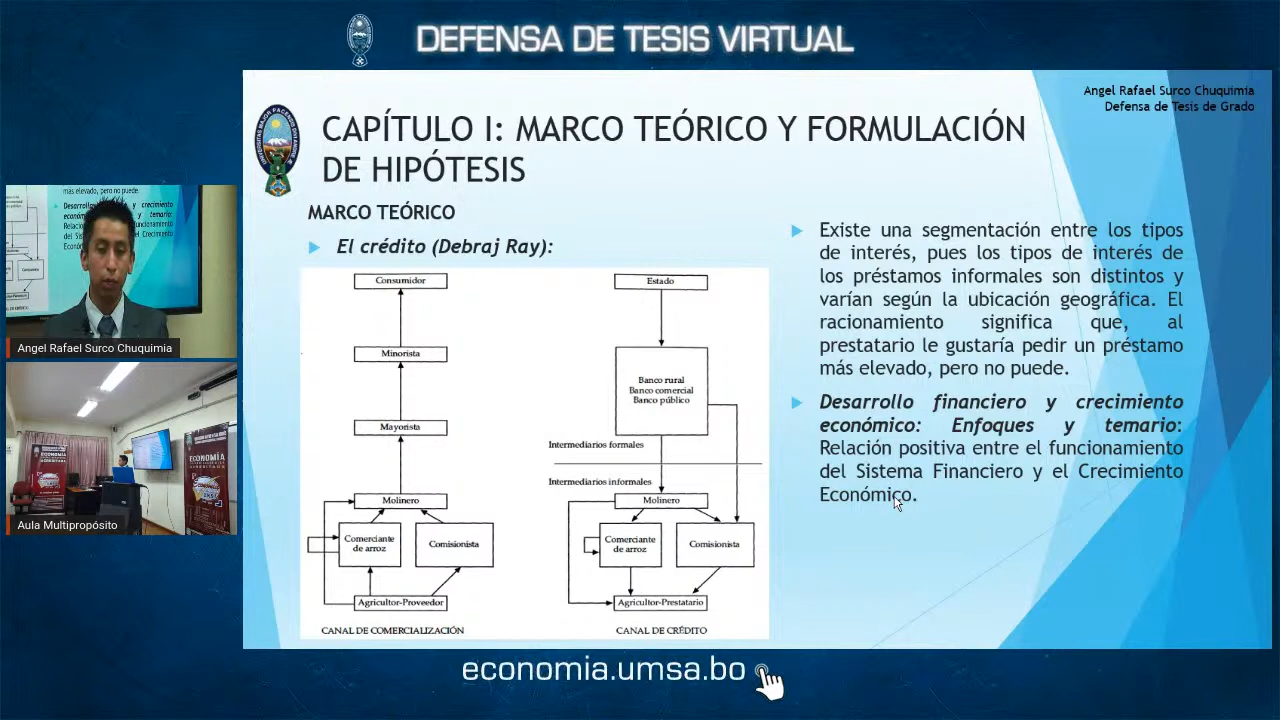 DEFENSA DE TESIS VIRTUAL
Angel Rafael Surco Chuquimia
Defensa de Tesis de Grado
CAPÍTULO I: MARCO TEÓRICO Y FORMULACIÓN
DE HIPÓTESIS
MARCO TEÓRICO
El crédito (Debraj Ray):
Consumidor
Minorista
Mayorista
Molinero
Comerciante
de arroz
Comisionista
Agricultor-Proveedor
CANAL DE COMERCIALIZACIÓN
Estado
Banco rural
Banco comercial
Banco público
Intermediarios formales
Intermediarios informales
Molinero
Comerciante
de arroz
Comisionista
Agricultor-Prestatario
CANAL DE CRÉDITO
Existe una segmentación entre los tipos
de interés, pues los tipos de interés de
los préstamos informales son distintos y
varían según la ubicación geográfica. El
racionamiento significa que, al
prestatario le gustaría pedir un préstamo
más elevado, pero no puede.
Desarrollo financiero y crecimiento
económico: Enfoques y temario:
Relación positiva entre el funcionamiento
del Sistema Financiero y el Crecimiento
Económico.
más elevado, pero no puede.
Angel Rafael Surco Chuquimia
ECONOMÍA
ECONOMÍA
Aula Multipropósito
economia.umsa.bo